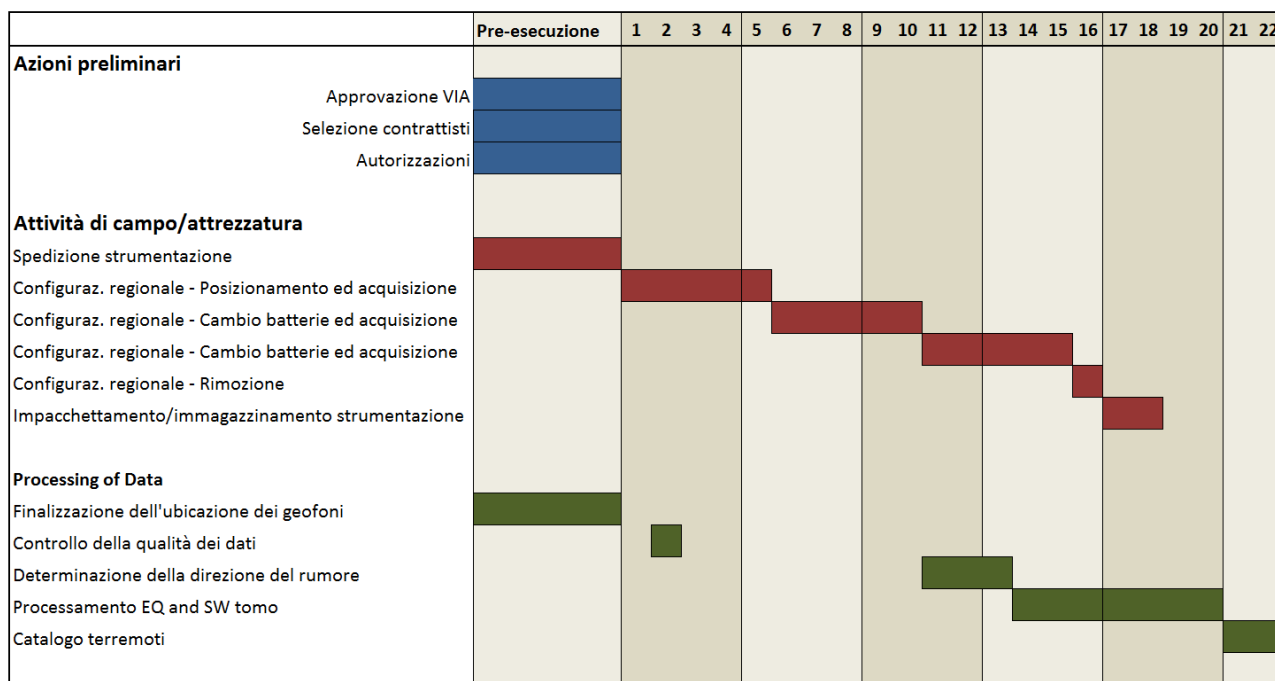 Pre-esecuzione 1 2 3 4 5 6 7 8 9 10 11 12 13 14 15 16 17 18 19 20 21 22
Azioni preliminari
Approvazione VIA
Selezione contrattisti
Autorizzazioni
Attività di campo/attrezzatura
Spedizione strumentazione
Configuraz. regionale - Posizionamento ed acquisizione
Configuraz. regionale - Cambio batterie ed acquisizione
Configuraz. regionale - Cambio batterie ed acquisizione
Configuraz. regionale - Rimozione
Impacchettamento/immagazzinamento strumentazione
Processing of Data
Finalizzazione dell'ubicazione dei geofoni
Controllo della qualità dei dati
Determinazione della direzione del rumore
Processamento EQ and SW tomo
Catalogo terremoti